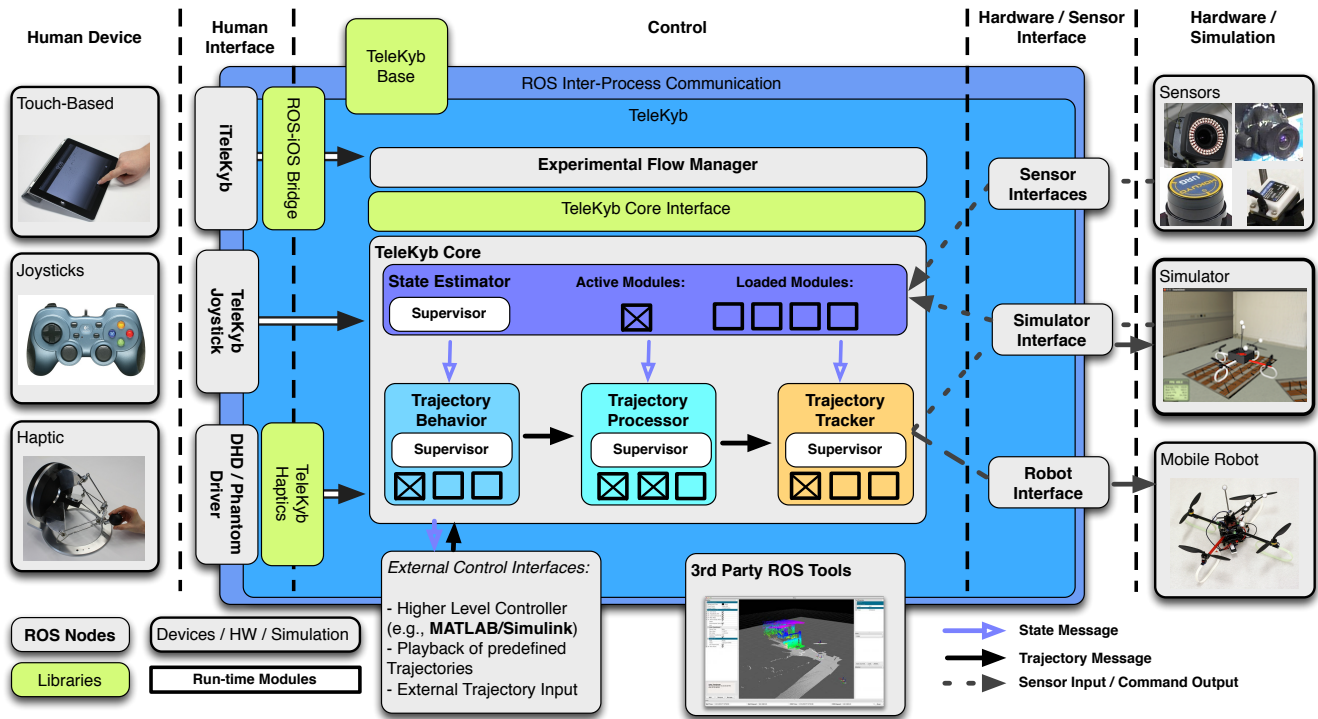 Human Device
Human
Interface
Control
Hardware / Sensor
Interface
Hardware /
Simulation
TeleKyb
Base
ROS Inter-Process Communication
TeleKyb
Touch-Based
iTeleKyb
ROS-iOS Bridge
Experimental Flow Manager
TeleKyb Core Interface
Sensor
Interfaces
Sensors
TeleKyb Core
State Estimator
Supervisor
Active Modules:
Loaded Modules:
Joysticks
TeleKyb
Joystick
Simulator
Interface
Simulator
Trajectory
Behavior
Supervisor
Trajectory
Processor
Supervisor
Trajectory
Tracker
Supervisor
Haptic
DHD / Phantom
Driver
TeleKyb
Haptics
Robot
Interface
Mobile Robot
External Control Interfaces:
- Higher Level Controller
(e.g., MATLAB/Simulink)
- Playback of predefined
Trajectories
- External Trajectory Input
3rd Party ROS Tools
ROS Nodes
Devices / HW / Simulation
Libraries
Run-time Modules
State Message
Trajectory Message
Sensor Input / Command Output